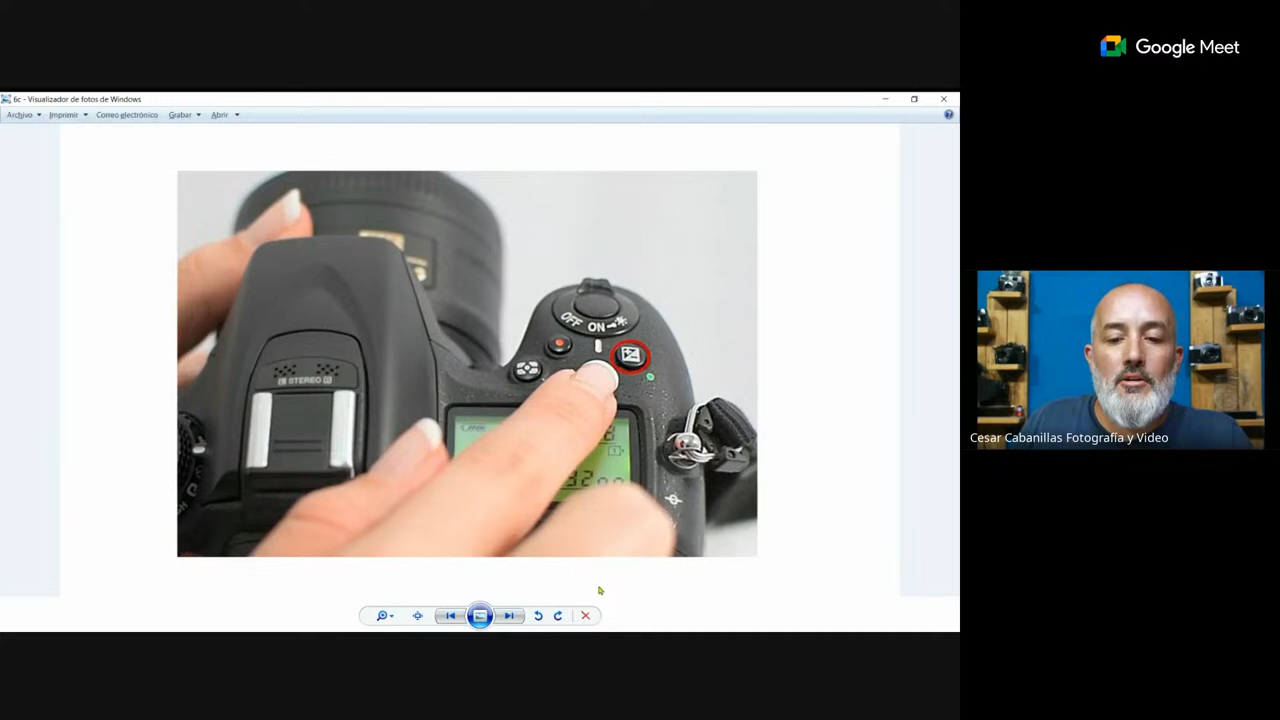 Google Meet
6c - Visualizador de fotos de Windows
Archivo Imprimir Correo electrónico Grabar Abrir
OFF ON
L STEREO R
Cesar Cabanillas Fotografía y Video